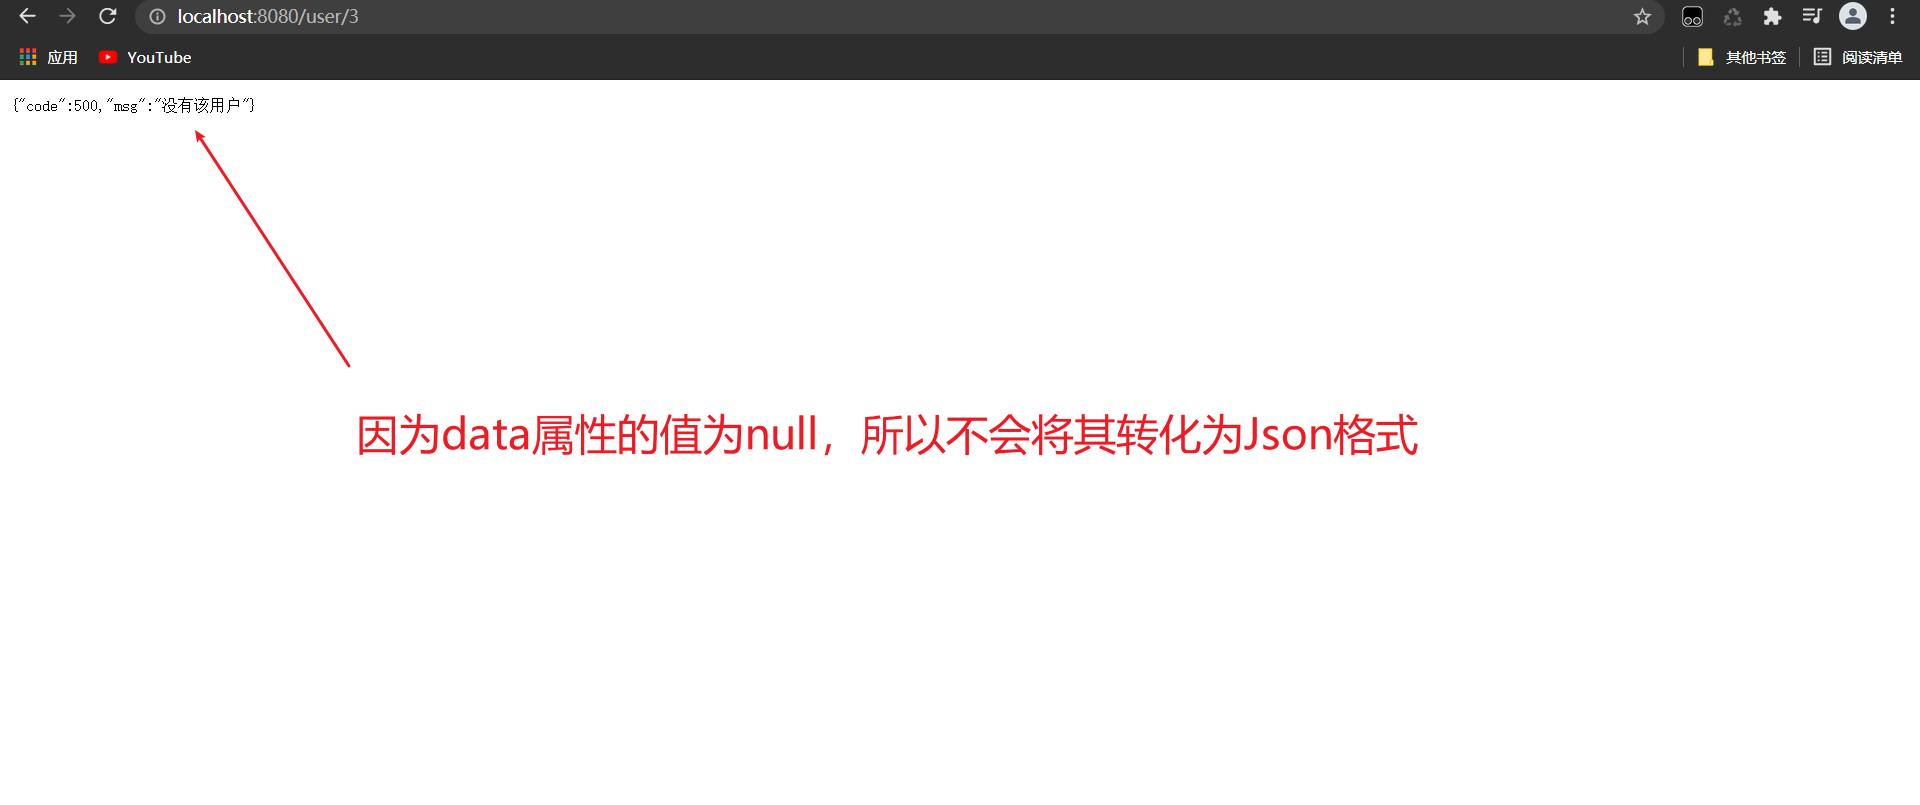 localhost:8080/user/3
应用 YouTube 其他书签 阅读清单
{"code":500,"msg":"没有该用户"}
因为data属性的值为null，所以不会将其转化为Json格式